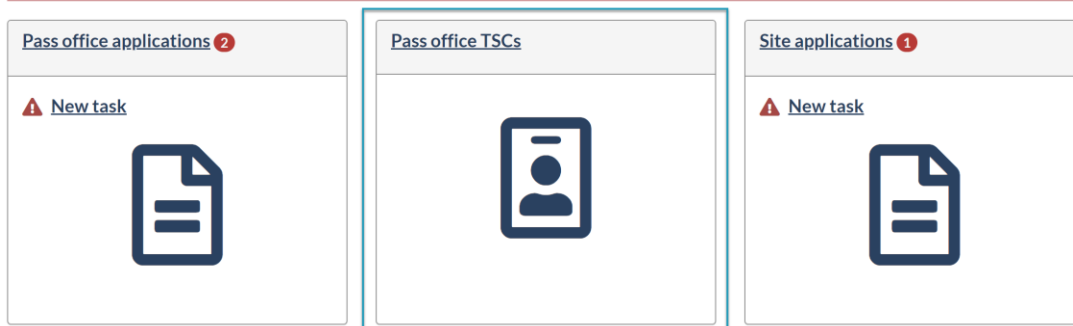 Pass office applications 2
New task
Pass office TSCs
Site applications 1
New task